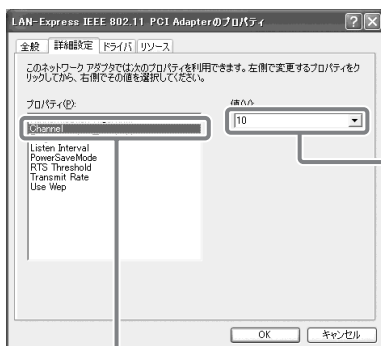 LAN-Express IEEE 802.11 PCI Adapterのプロパティ
全般 詳細設定 ドライバ リソース
このネットワーク アダプタでは次のプロパティを利用できます。左側で変更するプロパティをク
リックしてから、右側でその値を選択してください。
プロパティ(P):
値(V):
Channel
10
Listen Interval
PowerSaveMode
RTS Threshold
Transmit Rate
Use Wep
OK キャンセル